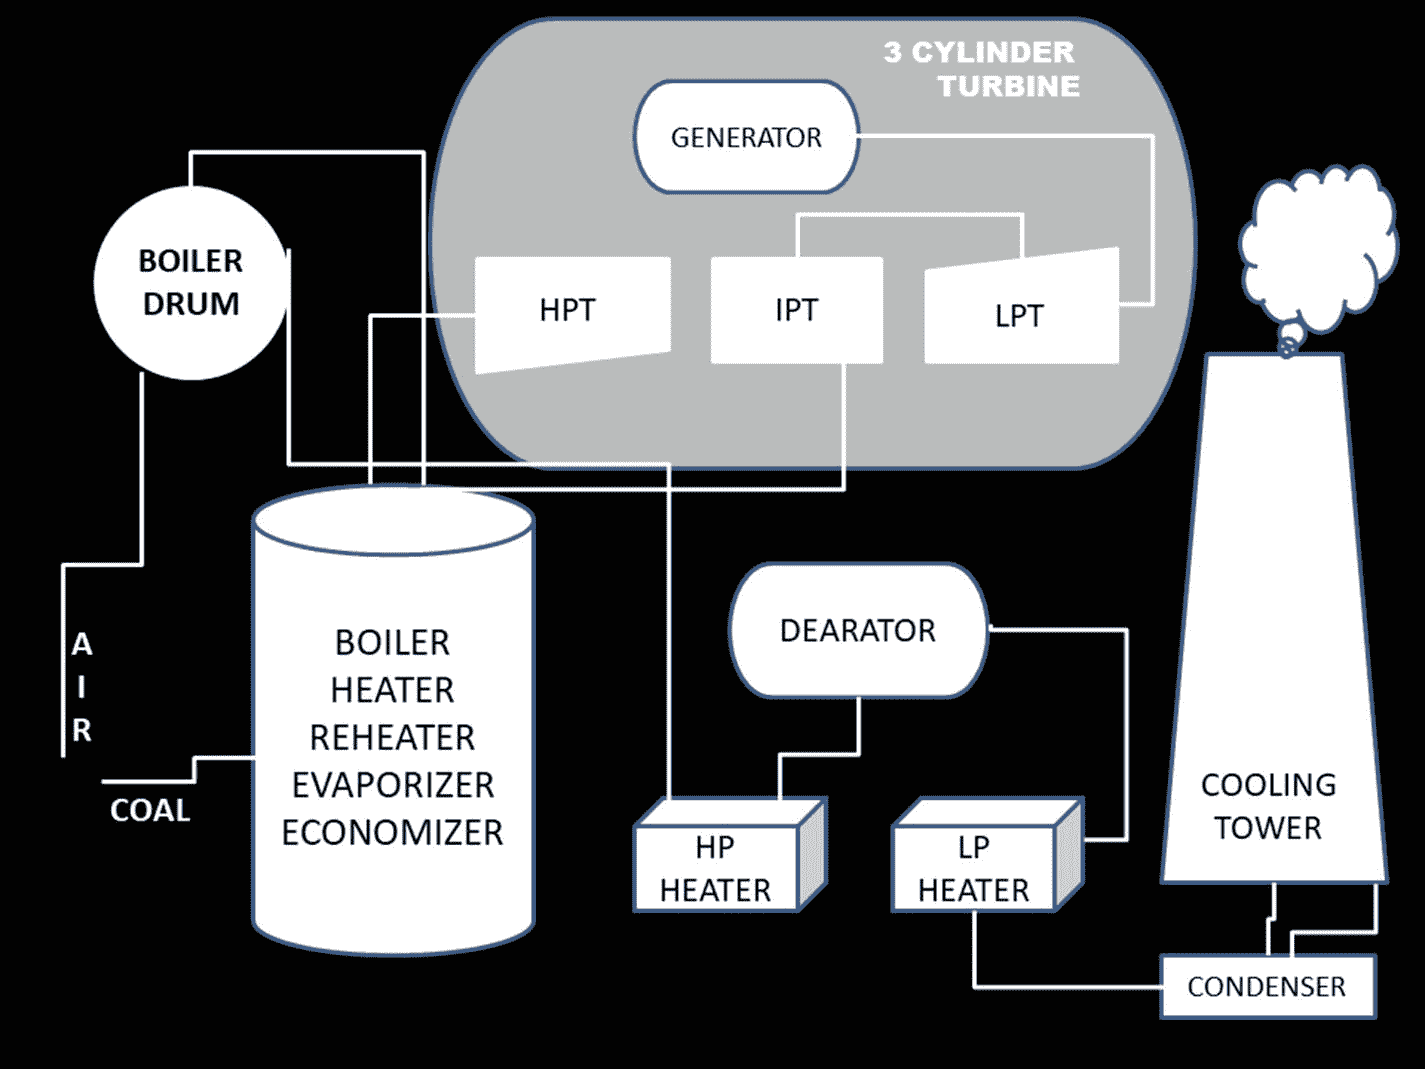 3 CYLINDER
TURBINE
GENERATOR
BOILER
DRUM
HPT
IPT
LPT
A
I
R
COAL
BOILER
HEATER
REHEATER
EVAPORIZER
ECONOMIZER
DEARATOR
HP
HEATER
LP
HEATER
COOLING
TOWER
CONDENSER